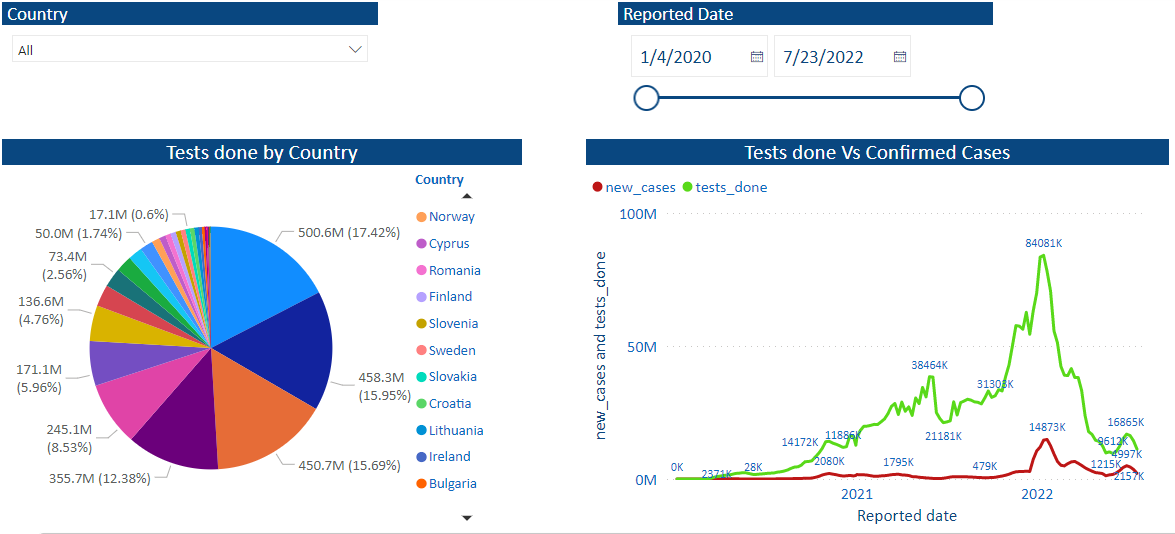 Country
All
Reported Date
1/4/2020
7/23/2022
Tests done by Country
17.1M (0.6%)
50.0M (1.74%)
73.4M
(2.56%)
136.6M
(4.76%)
171.1M
(5.96%)
245.1M
(8.53%)
355.7M (12.38%)
500.6M (17.42%)
458.3M
(15.95%)
450.7M (15.69%)
Country
Norway
Cyprus
Romania
Finland
Slovenia
Sweden
Slovakia
Croatia
Lithuania
Ireland
Bulgaria
Tests done Vs Confirmed Cases
new_cases
tests_done
new_cases and tests_done
100M
50M
0M
84081K
38464K
31303K
14172K
11886K
21181K
14873K
16865K
9612K
4997K
0K
2371K
28K
2080K
1795K
479K
1215K
2157K
2021
2022
Reported date